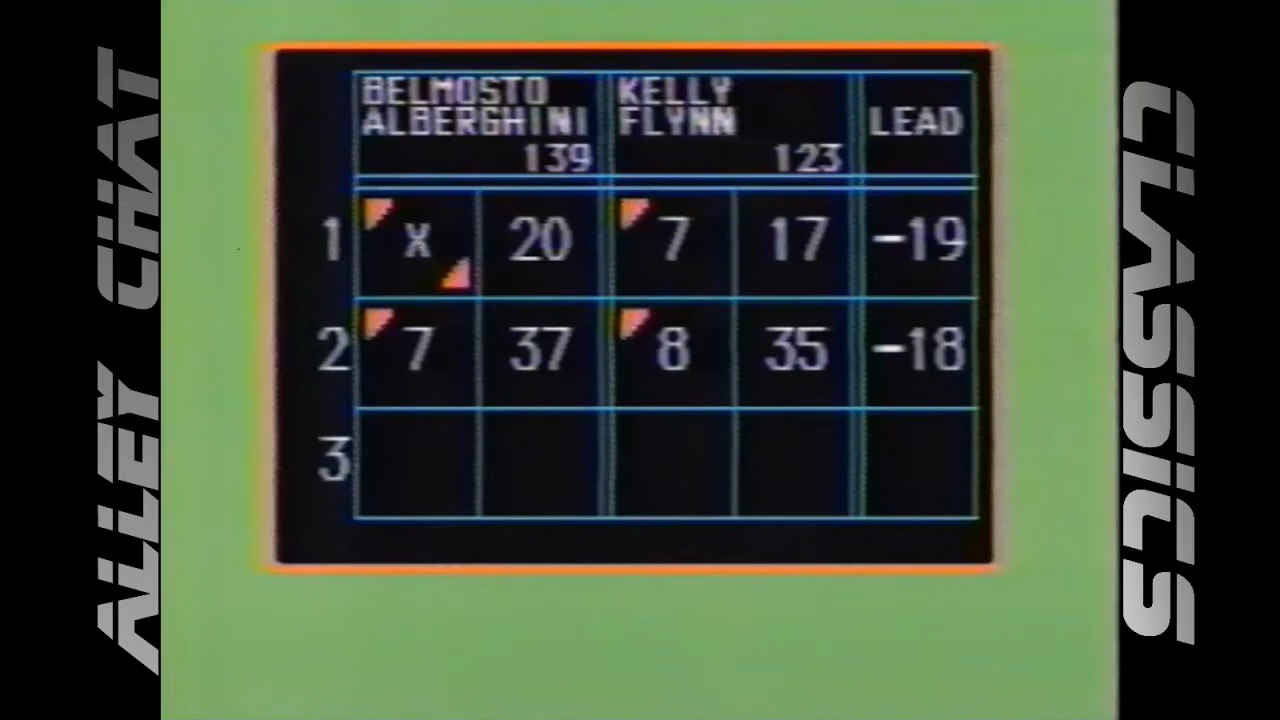 ALLEY CHAT
BELMOSTO KELLY
ALBERGHINI FLYNN LEAD
139 123
1 X 20 7 17 -19
2 7 37 8 35 -18
3
CLASSICS